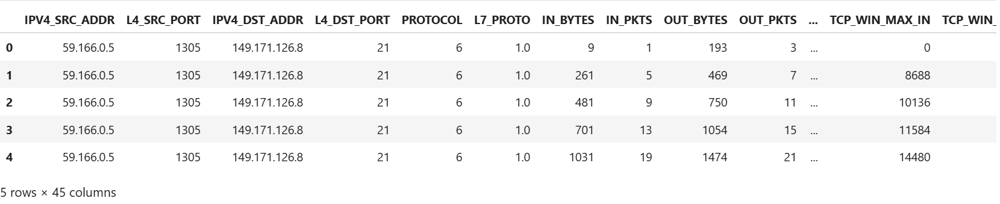 IPV4_SRC_ADDR L4_SRC_PORT IPV4_DST_ADDR L4_DST_PORT PROTOCOL L7_PROTO IN_BYTES IN_PKTS OUT_BYTES OUT_PKTS ... TCP_WIN_MAX_IN TCP_WIN_
0 59.166.0.5 1305 149.171.126.8 21 6 1.0 9 1 193 3 ... 0
1 59.166.0.5 1305 149.171.126.8 21 6 1.0 261 5 469 7 ... 8688
2 59.166.0.5 1305 149.171.126.8 21 6 1.0 481 9 750 11 ... 10136
3 59.166.0.5 1305 149.171.126.8 21 6 1.0 701 13 1054 15 ... 11584
4 59.166.0.5 1305 149.171.126.8 21 6 1.0 1031 19 1474 21 ... 14480
5 rows × 45 columns